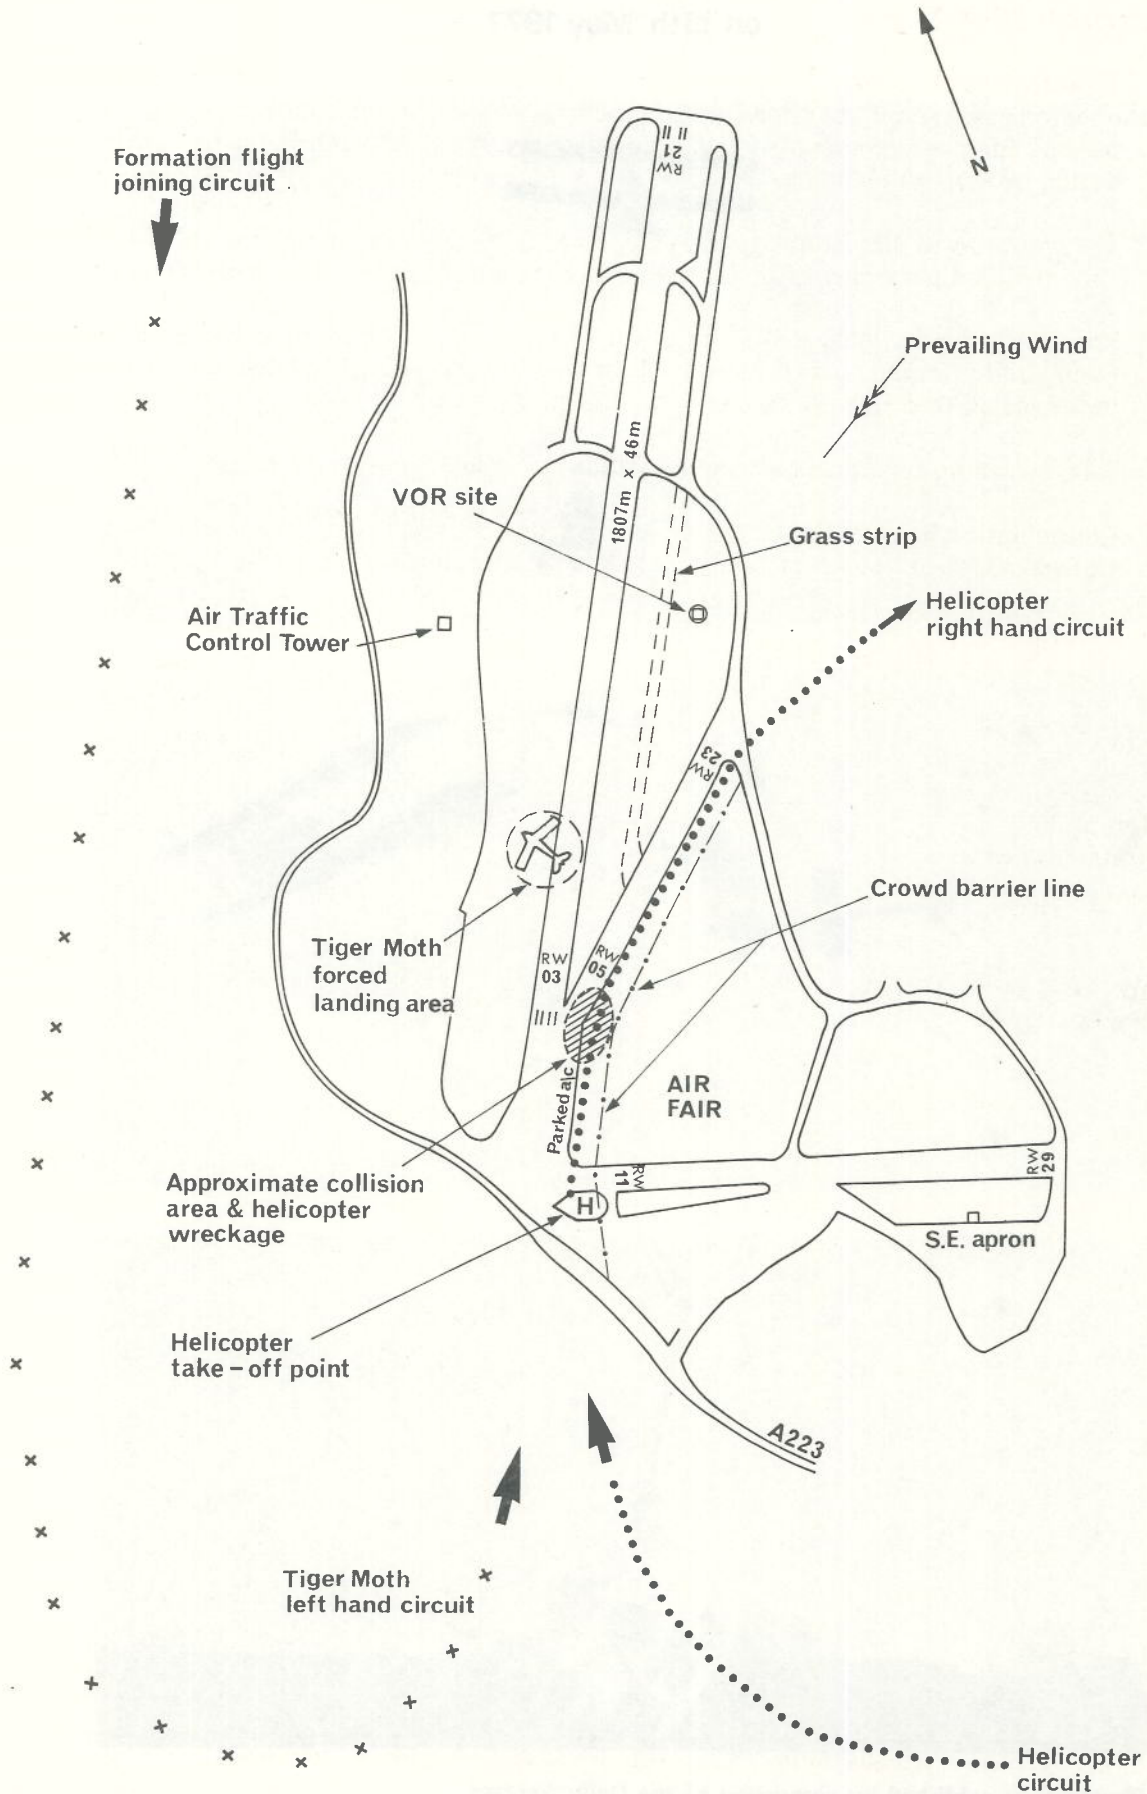 N
Formation flight
joining circuit
RW
21
Prevailing Wind
VOR site
1807m x 46m
Grass strip
Air Traffic
Control Tower
Helicopter
right hand circuit
RW
23
Crowd barrier line
Tiger Moth
forced
landing area
RW
03
RW
05
Parked a/c
AIR
FAIR
Approximate collision
area & helicopter
wreckage
RW
11
RW
29
H
S.E. apron
Helicopter
take-off point
A223
Tiger Moth
left hand circuit
Helicopter
circuit